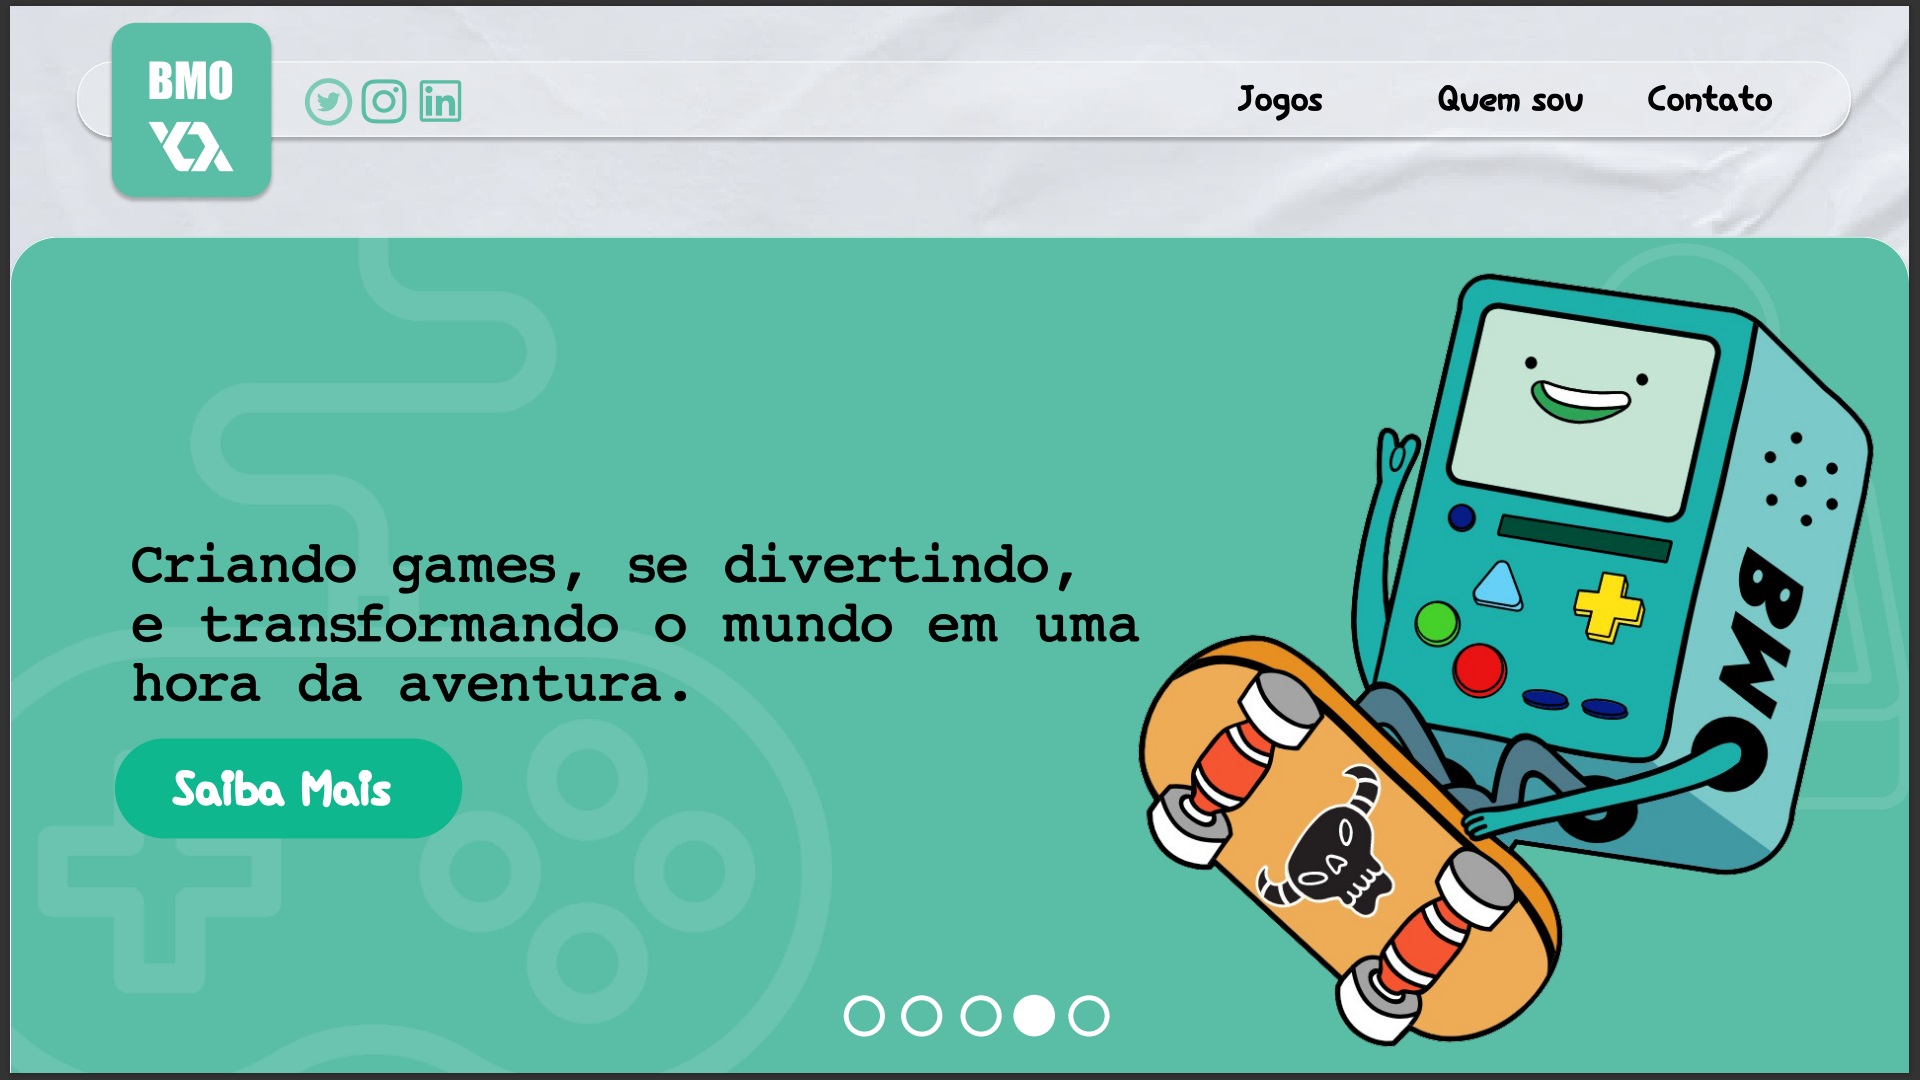 BMO
Jogos
Quem sou
Contato
Criando games, se divertindo,
e transformando o mundo em uma
hora da aventura.
Saiba Mais
BMO